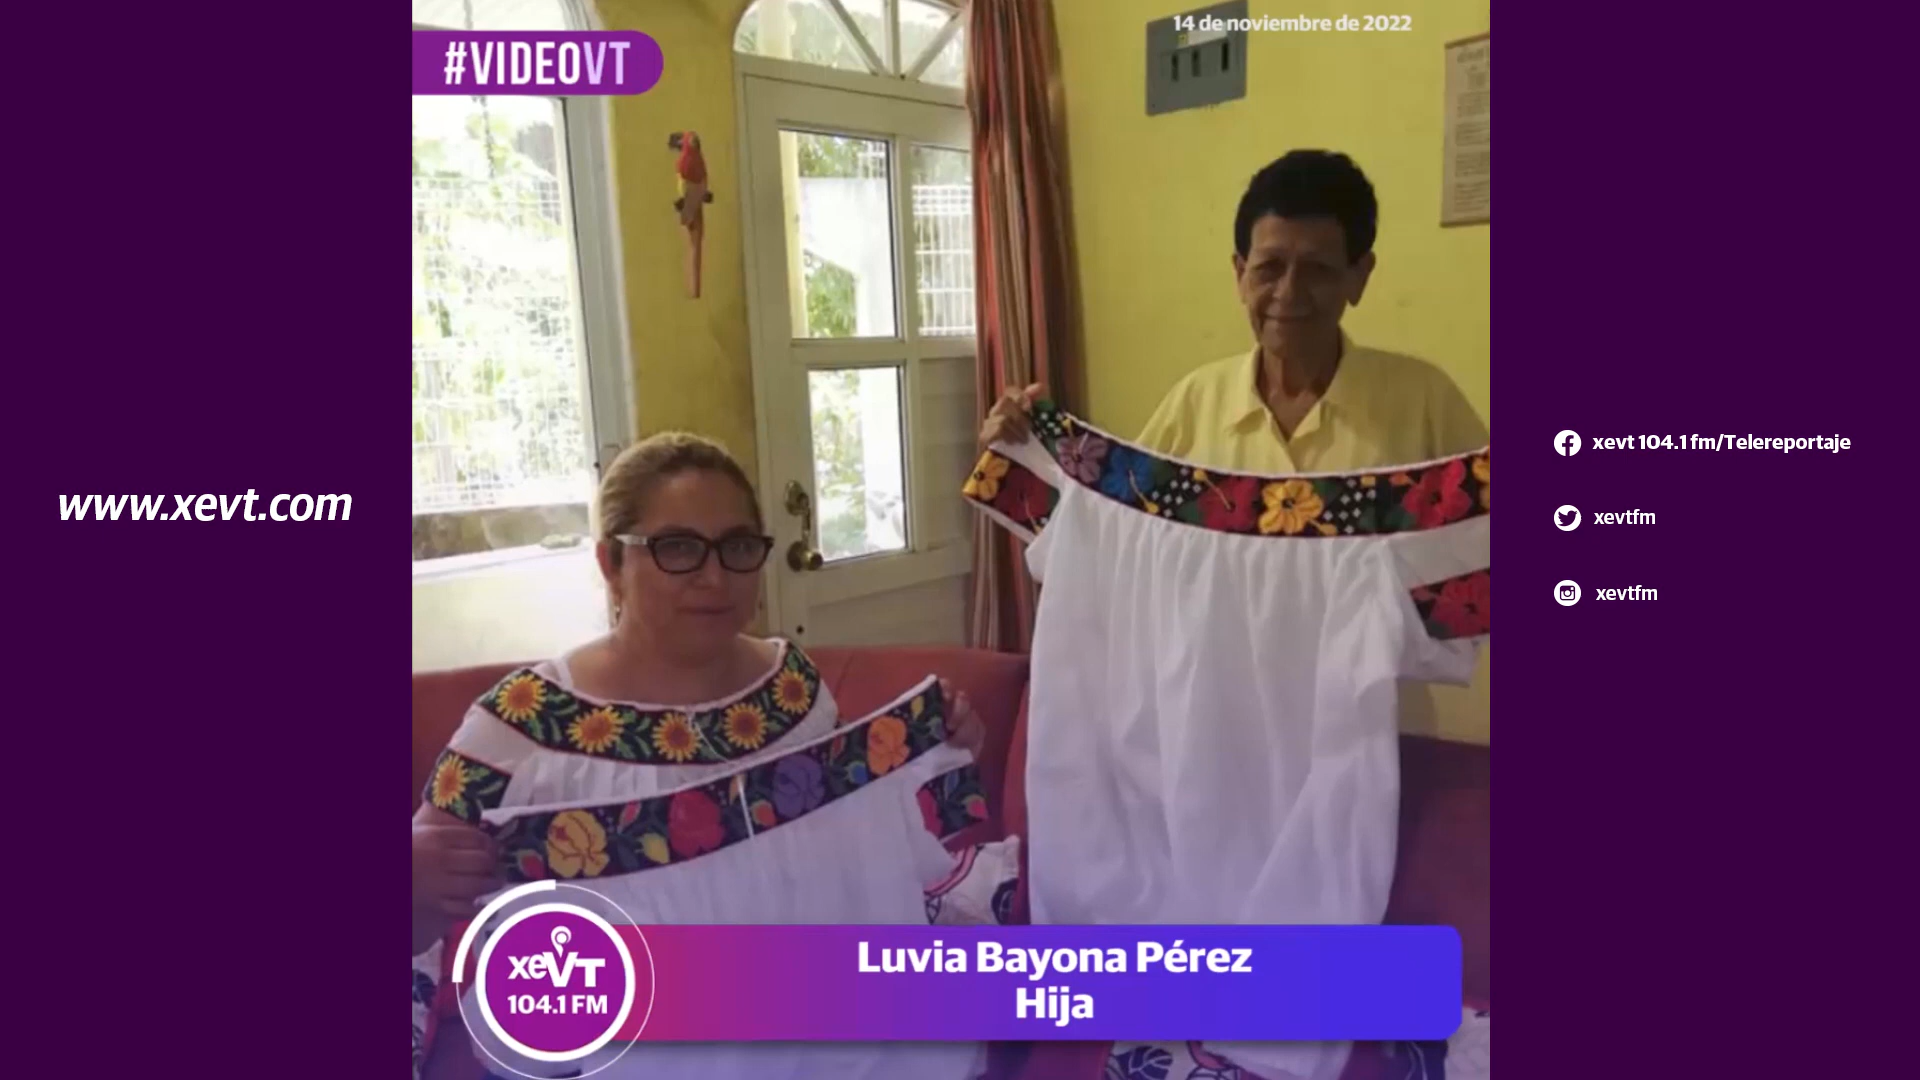 14 de noviembre de 2022
#VIDEOVT
www.xevt.com
xevt 104.1 fm/Telereportaje
xevtfm
xevtfm
Luvia Bayona Pérez
Hija
xeVT
104.1 FM